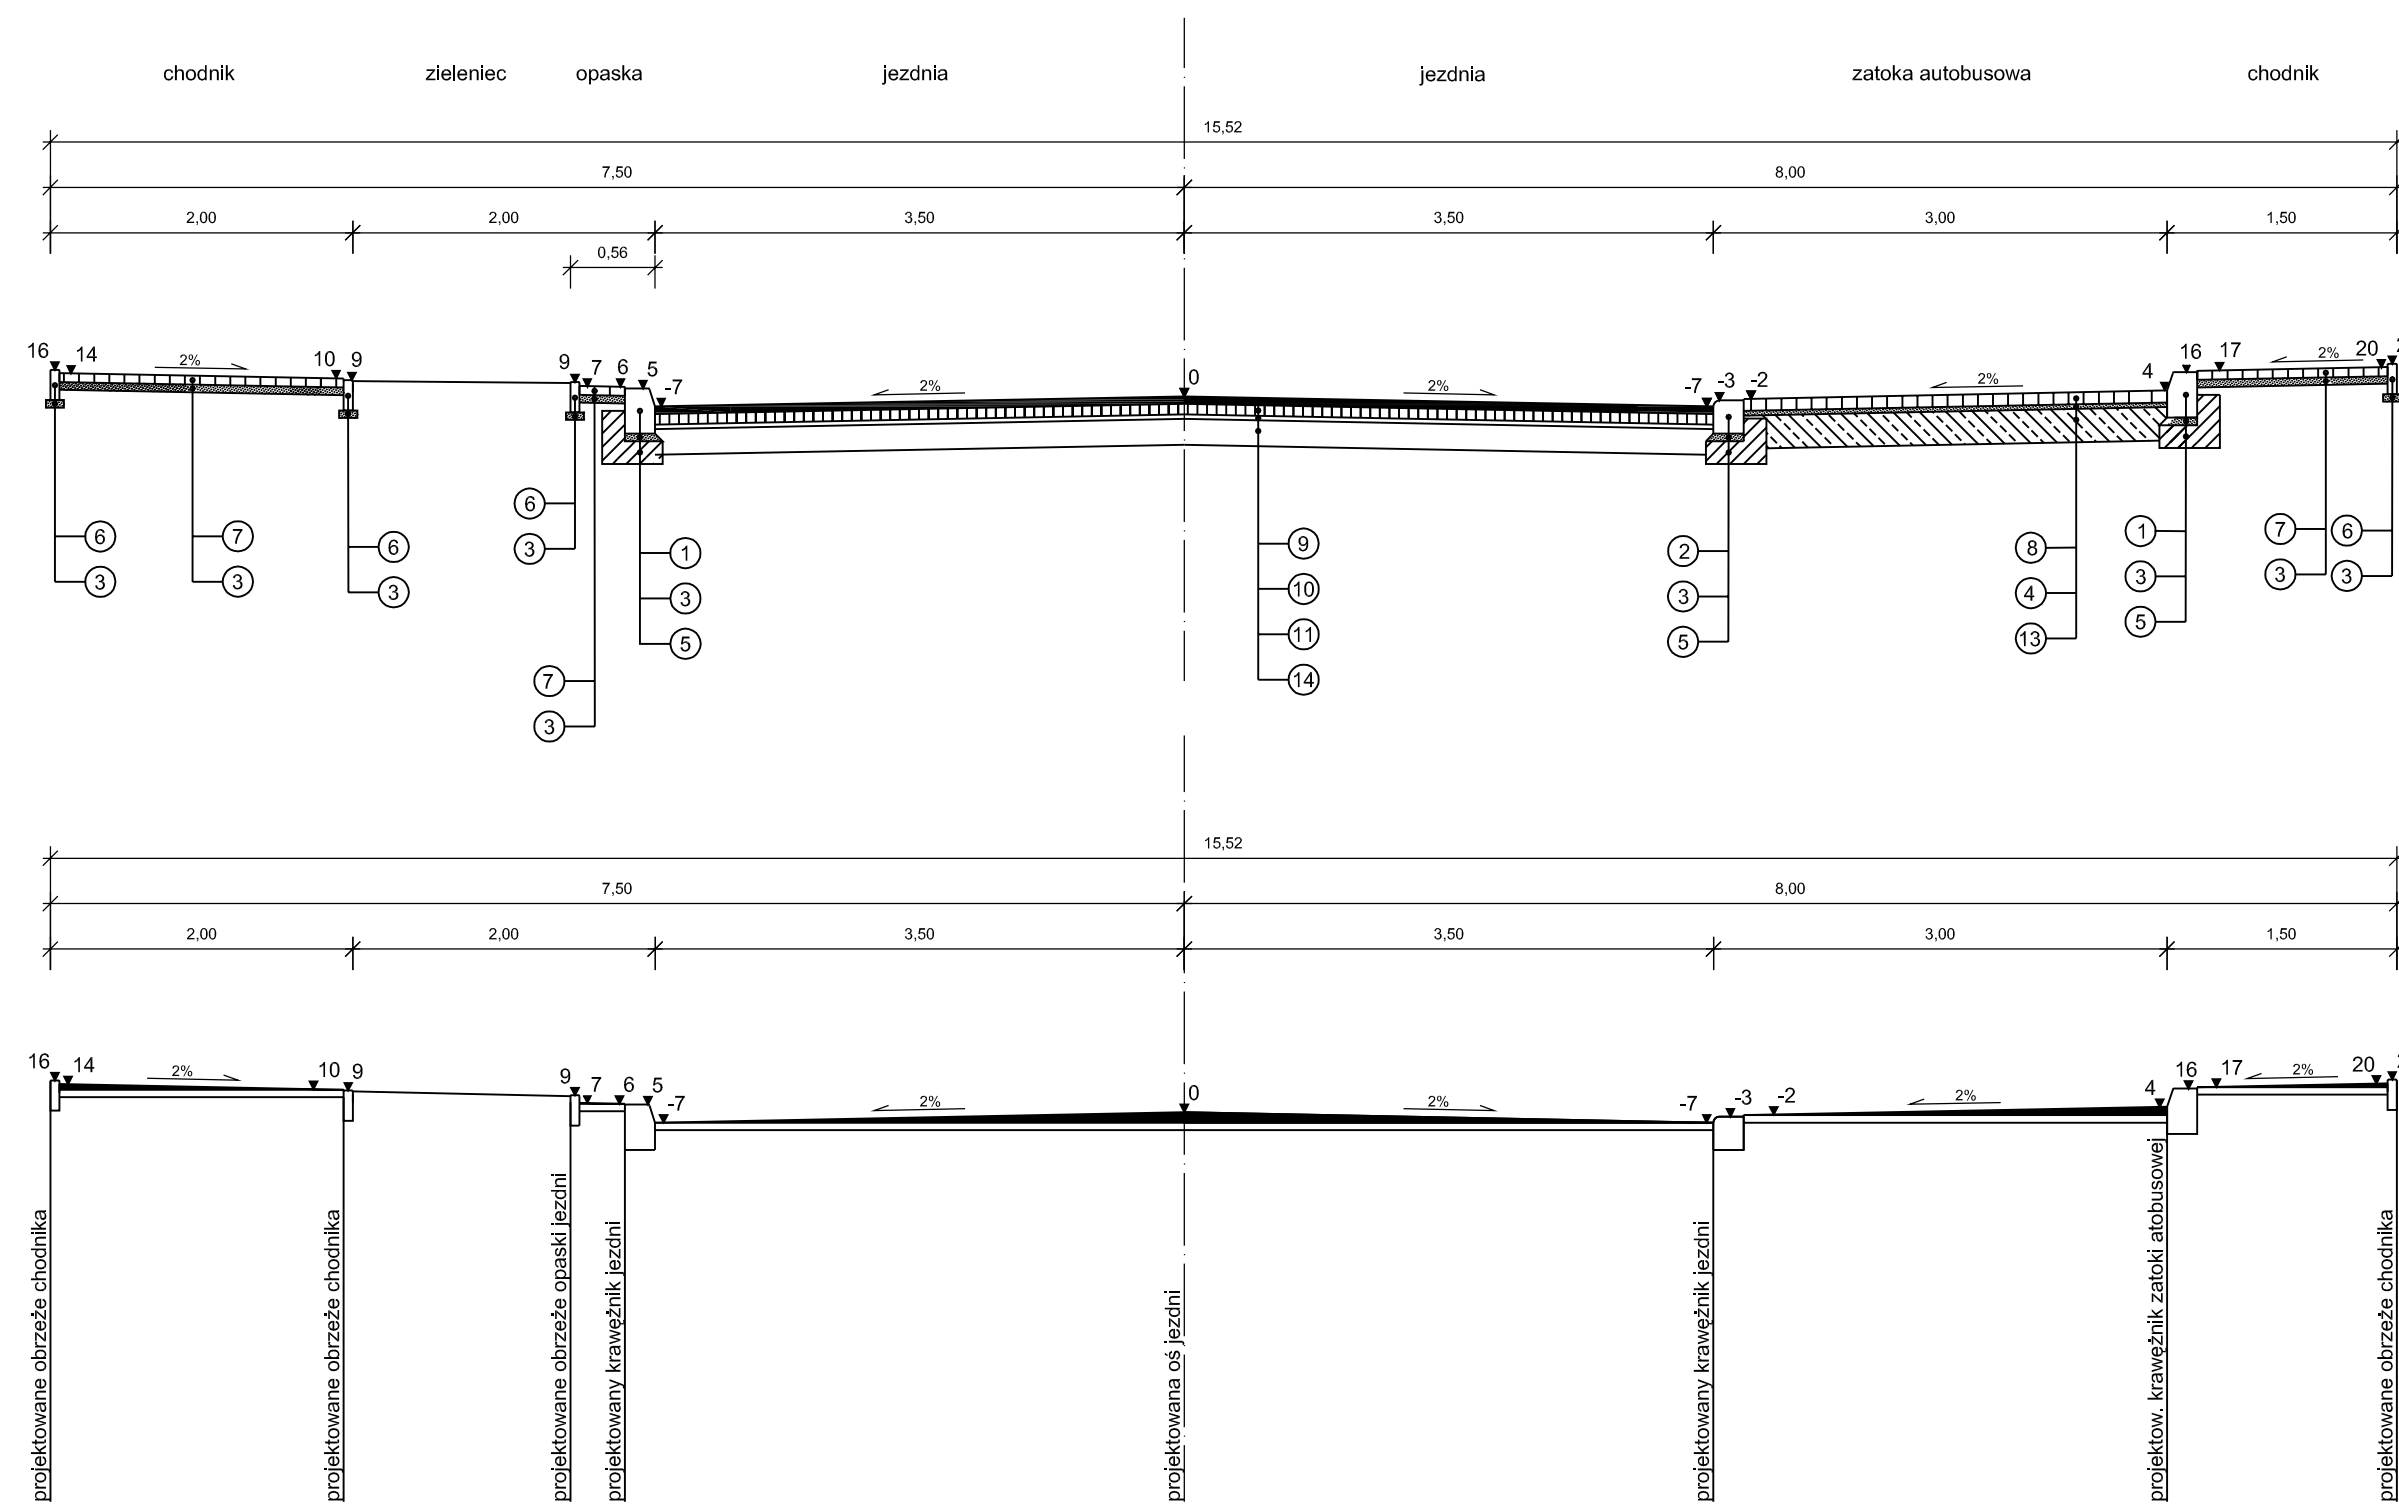 chodnik zieleniec opaska jezdnia jezdnia zatoka autobusowa chodnik
15,52
7,50 8,00
2,00 2,00 3,50 3,50 3,00 1,50
0,56
16 14 2% 10 9 9 7 6 5 -7 2% 0 2% -7 -3 -2 2% 4 16 17 2% 20
6 7 6 6 1 9 2 8 1 7 6
3 3 3 3 3 10 3 4 3 3 3
5 11 5 13 5
7 14
3
15,52
7,50 8,00
2,00 2,00 3,50 3,50 3,00 1,50
16 14 2% 10 9 9 7 6 5 -7 2% 0 2% -7 -3 -2 2% 4 16 17 2% 20
projektowane obrzeże chodnika
projektowane obrzeże chodnika
projektowane obrzeże opaski jezdni
projektowany krawężnik jezdni
projektowana oś jezdni
projektowany krawężnik jezdni
projektow. krawężnik zatoki atobusowej
projektowane obrzeże chodnika